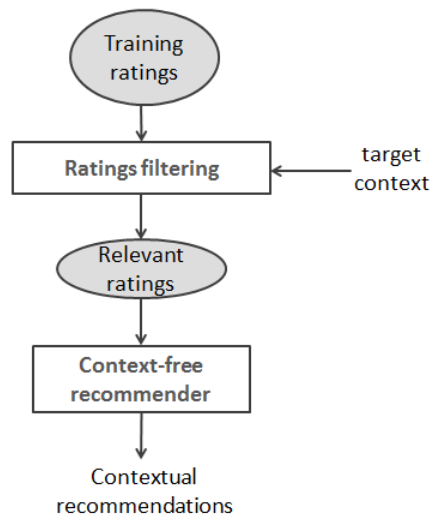 Training
ratings
Ratings filtering
target
context
Relevant
ratings
Context-free
recommender
Contextual
recommendations